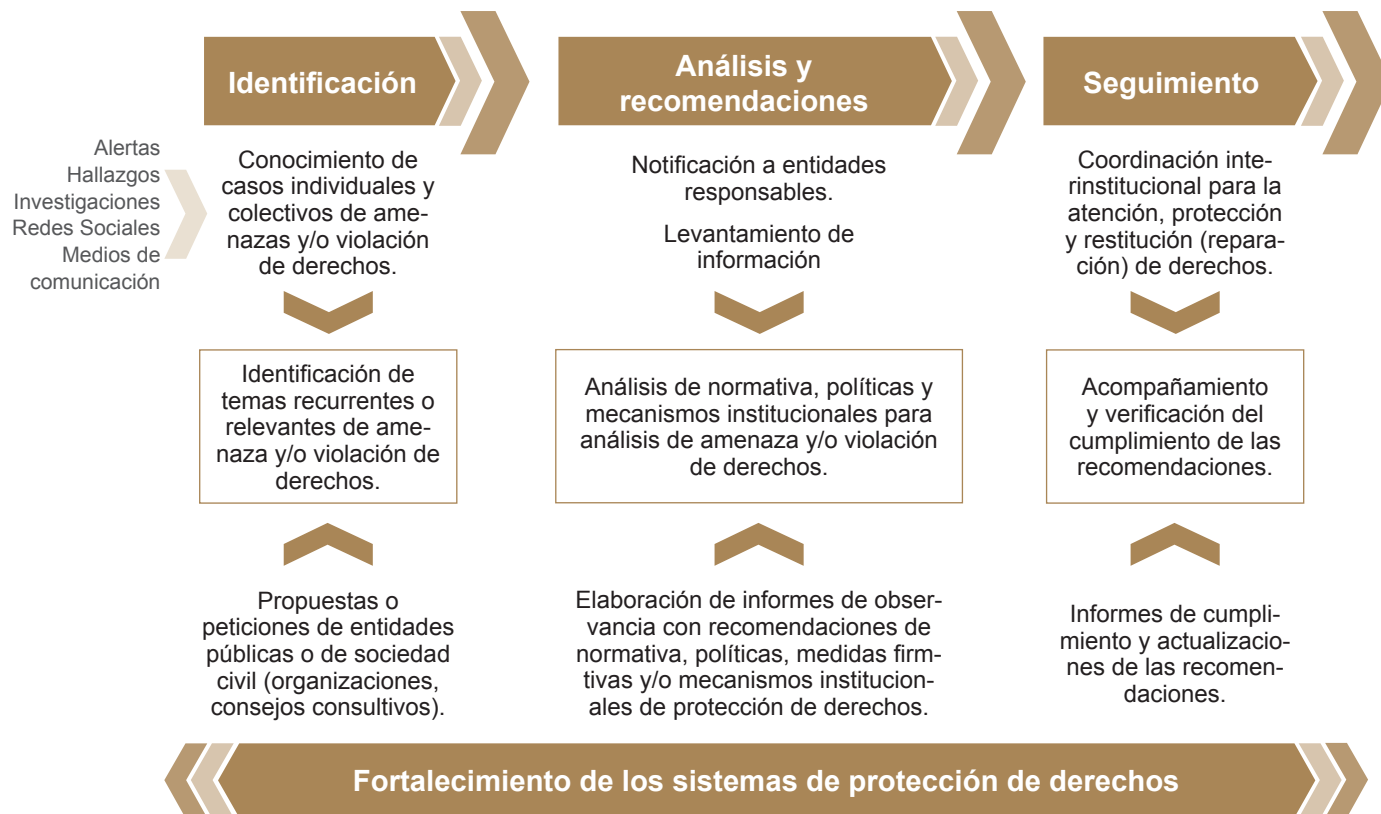 Identificación
Análisis y
recomendaciones
Seguimiento
Alertas
Hallazgos
Investigaciones
Redes Sociales
Medios de
comunicación
Conocimiento de
casos individuales y
colectivos de ame-
nazas y/o violación
de derechos.
Notificación a entidades
responsables.
Levantamiento de
información
Coordinación inte-
rinstitucional para la
atención, protección
y restitución (repara-
ción) de derechos.
Identificación de
temas recurrentes o
relevantes de ame-
naza y/o violación de
derechos.
Análisis de normativa, políticas y
mecanismos institucionales para
análisis de amenaza y/o violación
de derechos.
Acompañamiento
y verificación del
cumplimiento de las
recomendaciones.
Propuestas o
peticiones de entidades
públicas o de sociedad
civil (organizaciones,
consejos consultivos).
Elaboración de informes de obser-
vancia con recomendaciones de
normativa, políticas, medidas firm-
tivas y/o mecanismos institucion-
ales de protección de derechos.
Informes de cumpli-
miento y actualizacio-
nes de las recomen-
daciones.
Fortalecimiento de los sistemas de protección de derechos